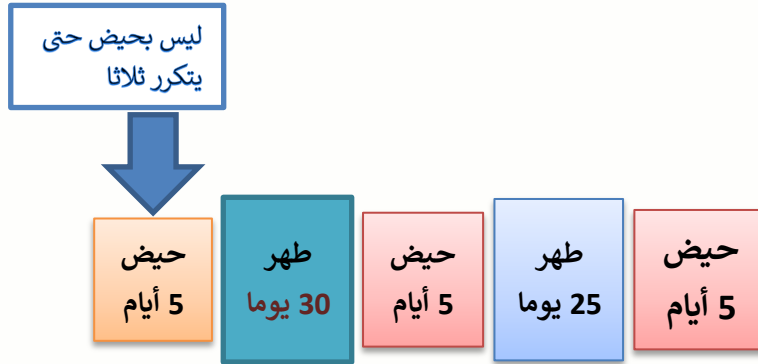 ليس بحيض حتى
يتكرر ثلاثا
حيض
5 أيام
طهر
25 يوما
حيض
5 أيام
طهر
30 يوما
حيض
5 أيام